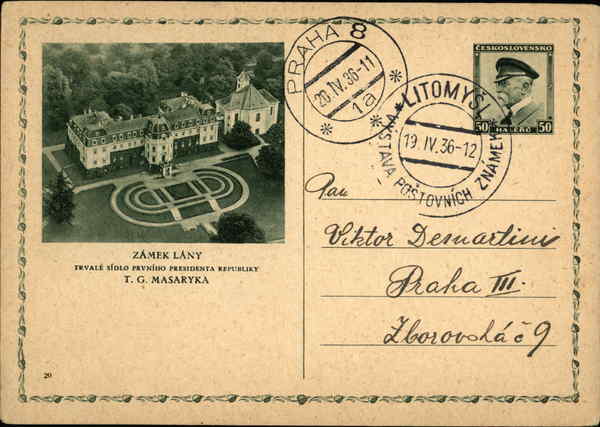 PRAHA 8
20.IV.36-11
1a
LITOMYŠL
19.IV.36-12
VÝSTAVA POŠTOVNÍCH ZNÁMEK
ČESKOSLOVENSKO
50 HALÉŘŮ 50
ZÁMEK LÁNY
TRVALÉ SÍDLO PRVNÍHO PRESIDENTA REPUBLIKY
T. G. MASARYKA
Pan
Viktor Desmartini
Praha III.
Zborovská č 9
20